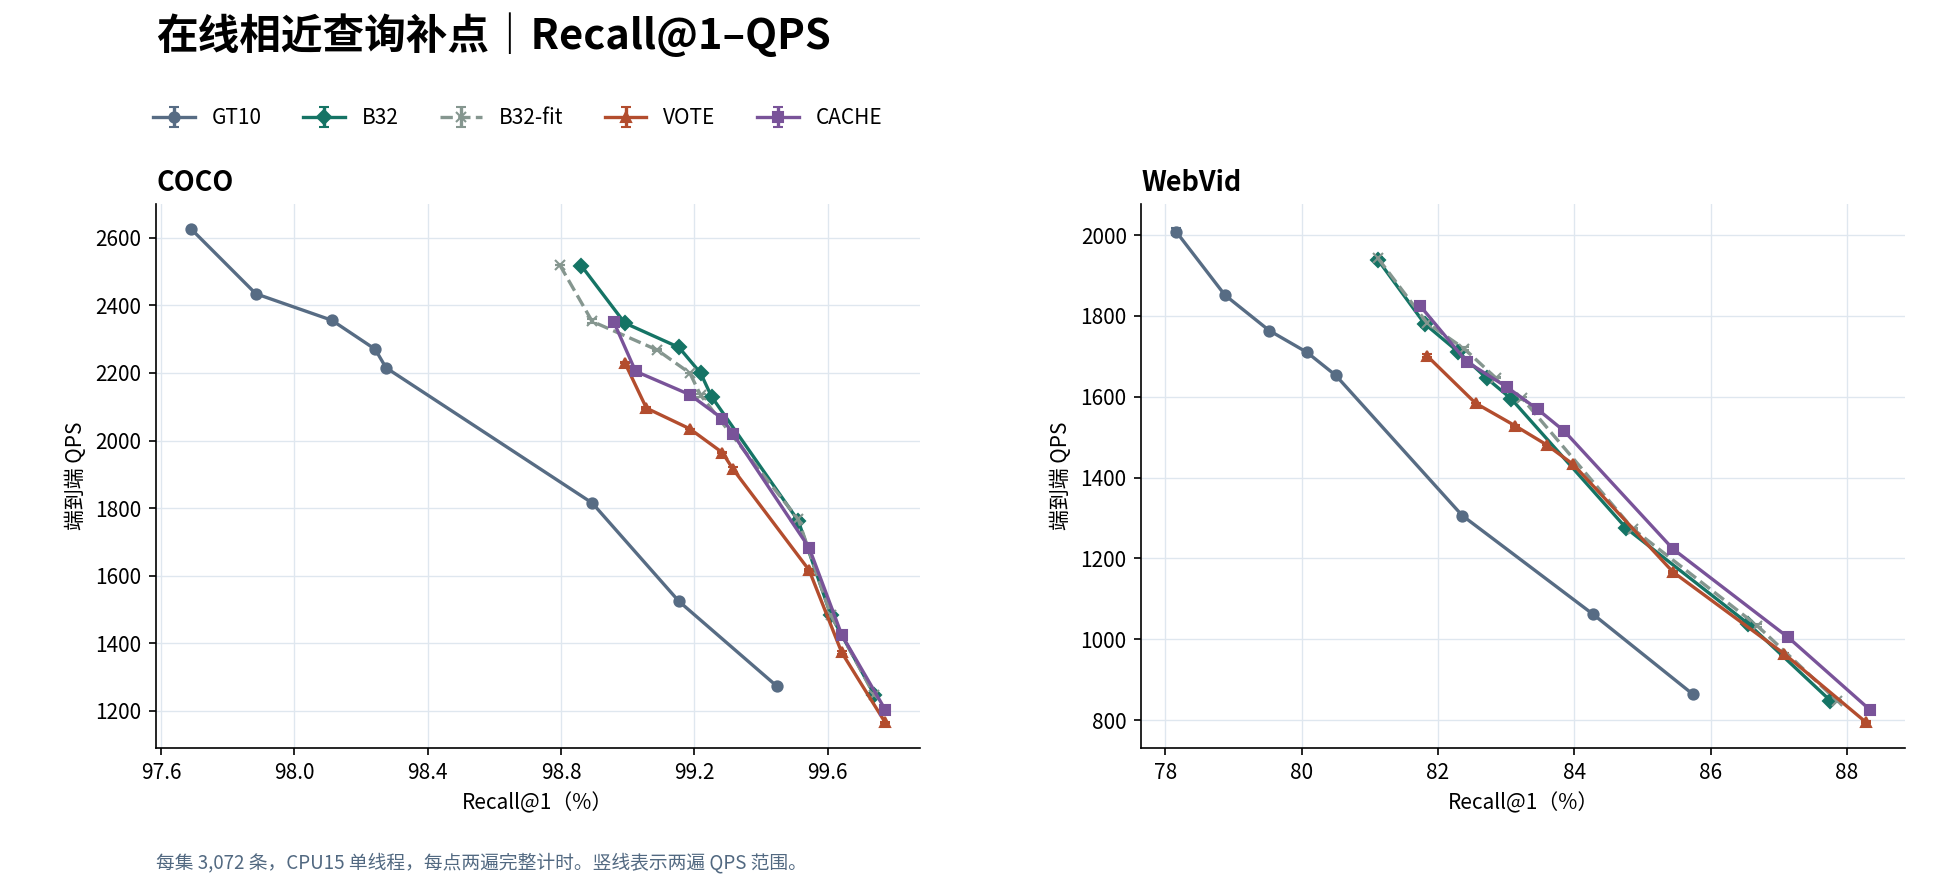 在线相近查询补点｜Recall@1–QPS
GT10 B32 B32-fit VOTE CACHE
COCO
2600
2400
2200
2000
1800
1600
1400
1200
端到端 QPS
97.6 98.0 98.4 98.8 99.2 99.6
Recall@1（%）
WebVid
2000
1800
1600
1400
1200
1000
800
端到端 QPS
78 80 82 84 86 88
Recall@1（%）
每集 3,072 条，CPU15 单线程，每点两遍完整计时。竖线表示两遍 QPS 范围。